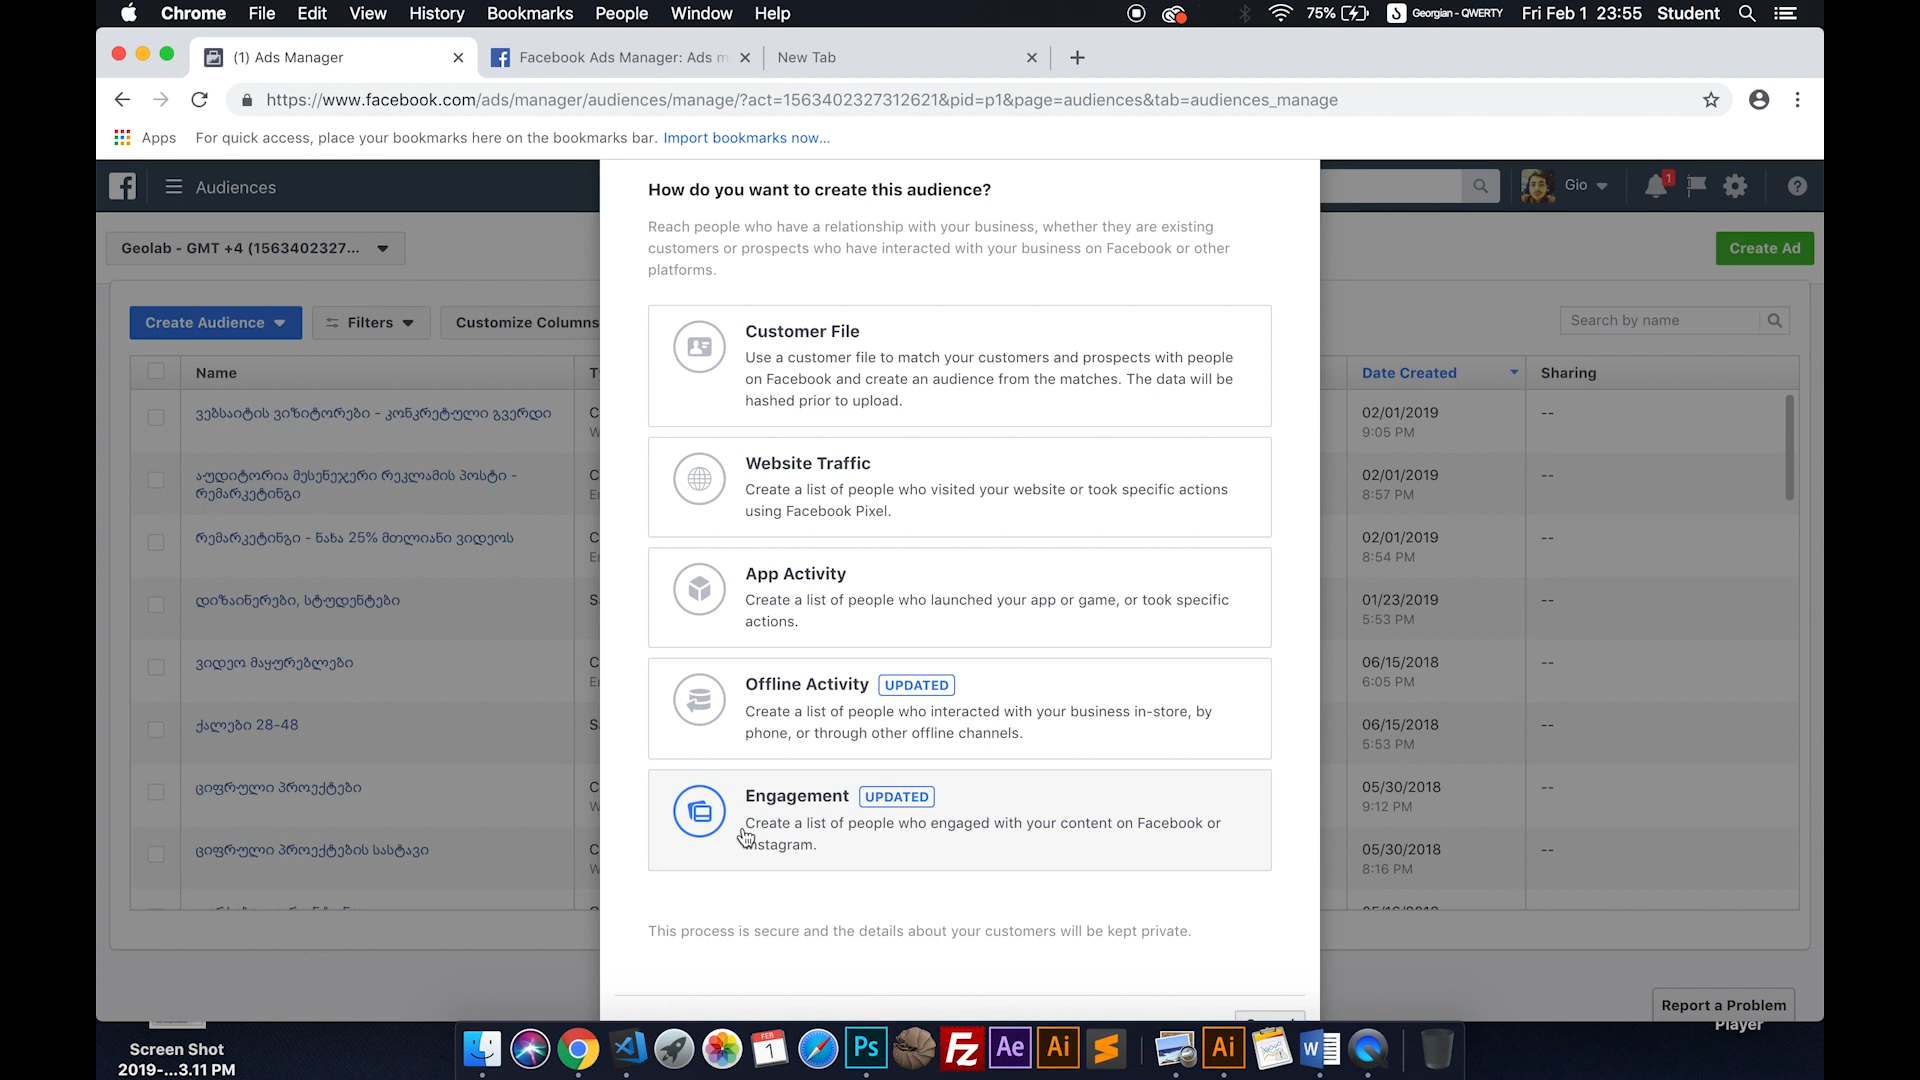 Chrome File Edit View History Bookmarks People Window Help 75% Georgian - QWERTY Fri Feb 1 23:55 Student
(1) Ads Manager Facebook Ads Manager: Ads m New Tab
https://www.facebook.com/ads/manager/audiences/manage/?act=1563402327312621&pid=p1&page=audiences&tab=audiences_manage
Apps For quick access, place your bookmarks here on the bookmarks bar. Import bookmarks now...
Audiences Gio 1
Geolab - GMT +4 (1563402327... Create Ad
Create Audience Filters Customize Columns Search by name
Name Date Created Sharing
ვებსაიტის ვიზიტორები - კონკრეტული გვერდი 02/01/2019 --
9:05 PM
აუდიტორია მესენჯერი რეკლამის პოსტი - 02/01/2019 --
რემარკეტინგი 8:57 PM
რემარკეტინგი - ნახა 25% მთლიანი ვიდეოს 02/01/2019 --
8:54 PM
დიზაინერები, სტუდენტები 01/23/2019 --
5:53 PM
ვიდეო მაყურებლები 06/15/2018 --
6:05 PM
ქალები 28-48 06/15/2018 --
5:53 PM
ციფრული პროექტები 05/30/2018 --
9:12 PM
ციფრული პროექტების სასტავი 05/30/2018 --
8:16 PM
How do you want to create this audience?
Reach people who have a relationship with your business, whether they are existing
customers or prospects who have interacted with your business on Facebook or other
platforms.
Customer File
Use a customer file to match your customers and prospects with people
on Facebook and create an audience from the matches. The data will be
hashed prior to upload.
Website Traffic
Create a list of people who visited your website or took specific actions
using Facebook Pixel.
App Activity
Create a list of people who launched your app or game, or took specific
actions.
Offline Activity UPDATED
Create a list of people who interacted with your business in-store, by
phone, or through other offline channels.
Engagement UPDATED
Create a list of people who engaged with your content on Facebook or
Instagram.
This process is secure and the details about your customers will be kept private.
Report a Problem
Player
Screen Shot
2019-...3.11 PM
FEB
1
Ps Fz Ae Ai Ai W